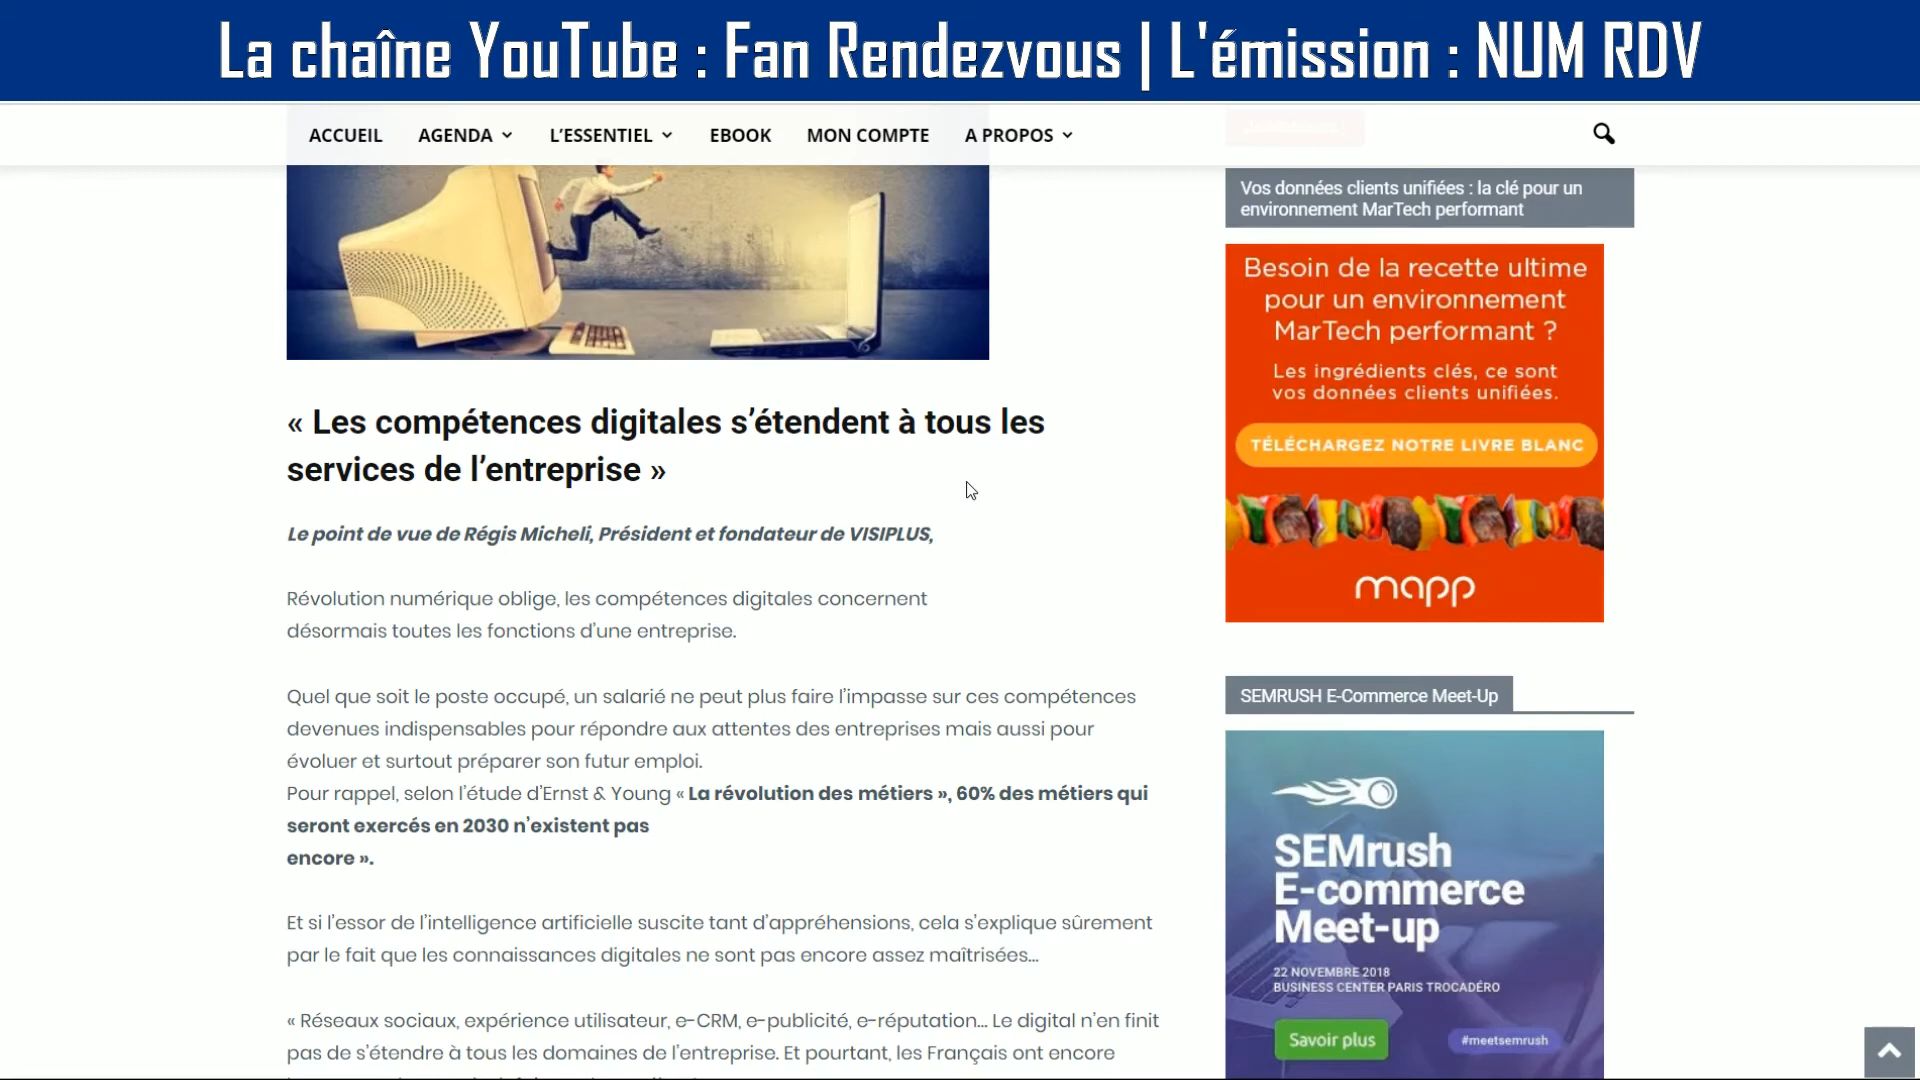 La chaîne YouTube : Fan Rendezvous | L'émission : NUM RDV
ACCUEIL AGENDA L’ESSENTIEL EBOOK MON COMPTE A PROPOS
« Les compétences digitales s’étendent à tous les
services de l’entreprise »
Le point de vue de Régis Micheli, Président et fondateur de VISIPLUS,
Révolution numérique oblige, les compétences digitales concernent
désormais toutes les fonctions d’une entreprise.
Quel que soit le poste occupé, un salarié ne peut plus faire l’impasse sur ces compétences
devenues indispensables pour répondre aux attentes des entreprises mais aussi pour
évoluer et surtout préparer son futur emploi.
Pour rappel, selon l’étude d’Ernst & Young « La révolution des métiers », 60% des métiers qui
seront exercés en 2030 n’existent pas
encore ».
Et si l’essor de l’intelligence artificielle suscite tant d’appréhensions, cela s’explique sûrement
par le fait que les connaissances digitales ne sont pas encore assez maîtrisées…
« Réseaux sociaux, expérience utilisateur, e-CRM, e-publicité, e-réputation… Le digital n’en finit
pas de s’étendre à tous les domaines de l’entreprise. Et pourtant, les Français ont encore
Vos données clients unifiées : la clé pour un
environnement MarTech performant
Besoin de la recette ultime
pour un environnement
MarTech performant ?
Les ingrédients clés, ce sont
vos données clients unifiées.
TÉLÉCHARGEZ NOTRE LIVRE BLANC
mapp
SEMRUSH E-Commerce Meet-Up
SEMrush
E-commerce
Meet-up
22 NOVEMBRE 2018
BUSINESS CENTER PARIS TROCADÉRO
Savoir plus
#meetsemrush